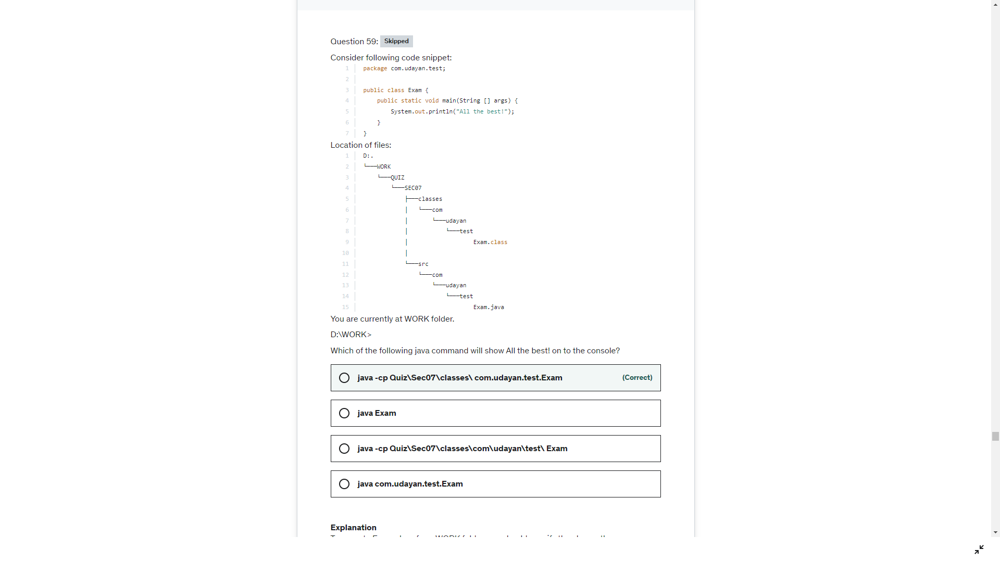 Question 59: Skipped
Consider following code snippet:
1 package com.udayan.test;
2
3 public class Exam {
4 public static void main(String [] args) {
5 System.out.println("All the best!");
6 }
7 }
Location of files:
1 D:.
2 └───WORK
3 └───QUIZ
4 └───SEC07
5 ├───classes
6 │ └───com
7 │ └───udayan
8 │ └───test
9 │ Exam.class
10 │
11 └───src
12 └───com
13 └───udayan
14 └───test
15 Exam.java
You are currently at WORK folder.
D:\WORK>
Which of the following java command will show All the best! on to the console?
java -cp Quiz\Sec07\classes\ com.udayan.test.Exam (Correct)
java Exam
java -cp Quiz\Sec07\classes\com\udayan\test\ Exam
java com.udayan.test.Exam
Explanation